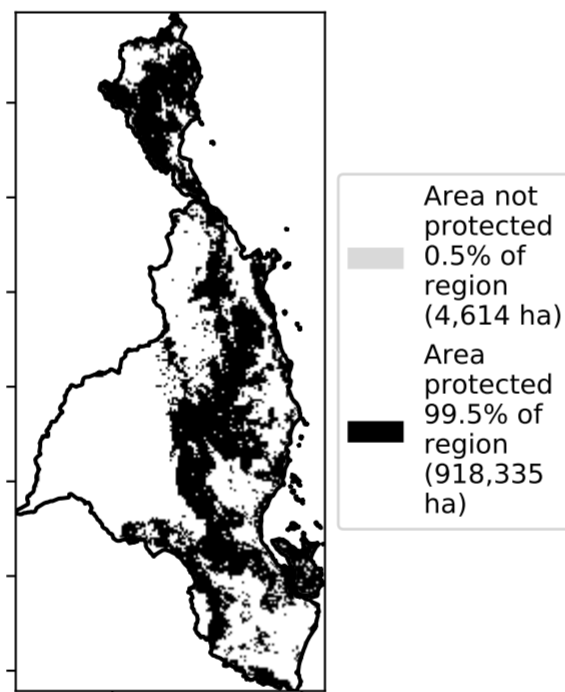 Area not
protected
0.5% of
region
(4,614 ha)
Area
protected
99.5% of
region
(918,335
ha)